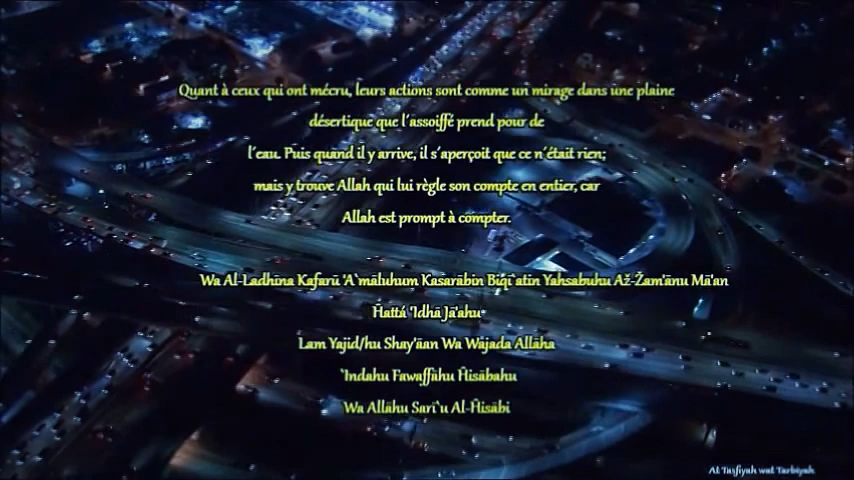 Quant à ceux qui ont mécru, leurs actions sont comme un mirage dans une plaine
désertique que l´assoiffé prend pour de
l´eau. Puis quand il y arrive, il s´aperçoit que ce n´était rien;
mais y trouve Allah qui lui règle son compte en entier, car
Allah est prompt à compter.
Wa Al-Ladhīna Kafarū 'A`māluhum Kasarābin Biqī`atin Yahsabuhu Až-Žam'ānu Mā'an
Ĥattá 'Idhā Jā'ahu
Lam Yajid/hu Shay'āan Wa Wajada Allāha
`Indahu Fawaffāhu Ĥisābahu
Wa Allāhu Sarī`u Al-Ĥisābi
At Tasfiyah wat Tarbiyah